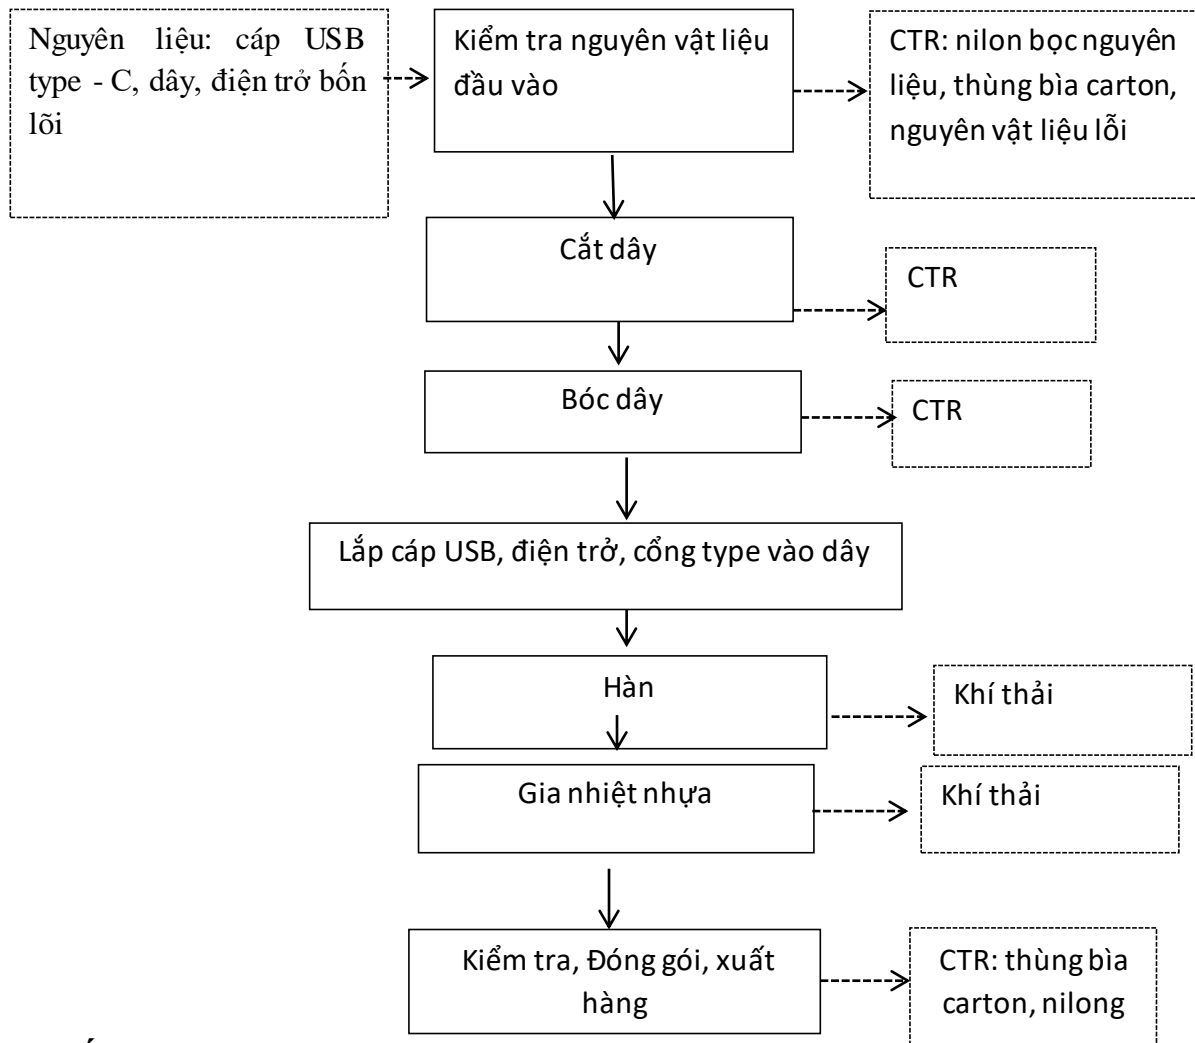 Nguyên liệu: cáp USB
type - C, dây, điện trở bốn
lõi
Kiểm tra nguyên vật liệu
đầu vào
CTR: nilon bọc nguyên
liệu, thùng bìa carton,
nguyên vật liệu lỗi
Cắt dây
CTR
Bóc dây
CTR
Lắp cáp USB, điện trở, cổng type vào dây
Hàn
Khí thải
Gia nhiệt nhựa
Khí thải
Kiểm tra, Đóng gói, xuất
hàng
CTR: thùng bìa
carton, nilong